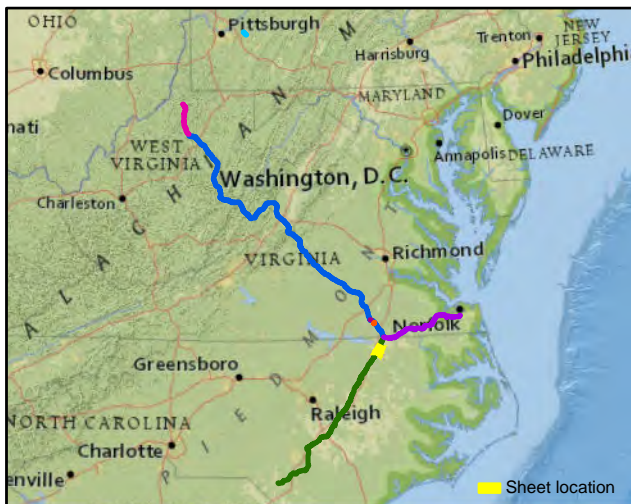 OHIO
Pittsburgh
NEW
JERSEY
Trenton
Harrisburg
Philadelphia
Columbus
MARYLAND
Dover
nati
WEST
VIRGINIA
Annapolis
DELAWARE
Washington, D.C.
Charleston
Richmond
VIRGINIA
A L A C H A N M
P I E D M O N T
Norfolk
Greensboro
Raleigh
NORTH CAROLINA
Charlotte
enville
Sheet location